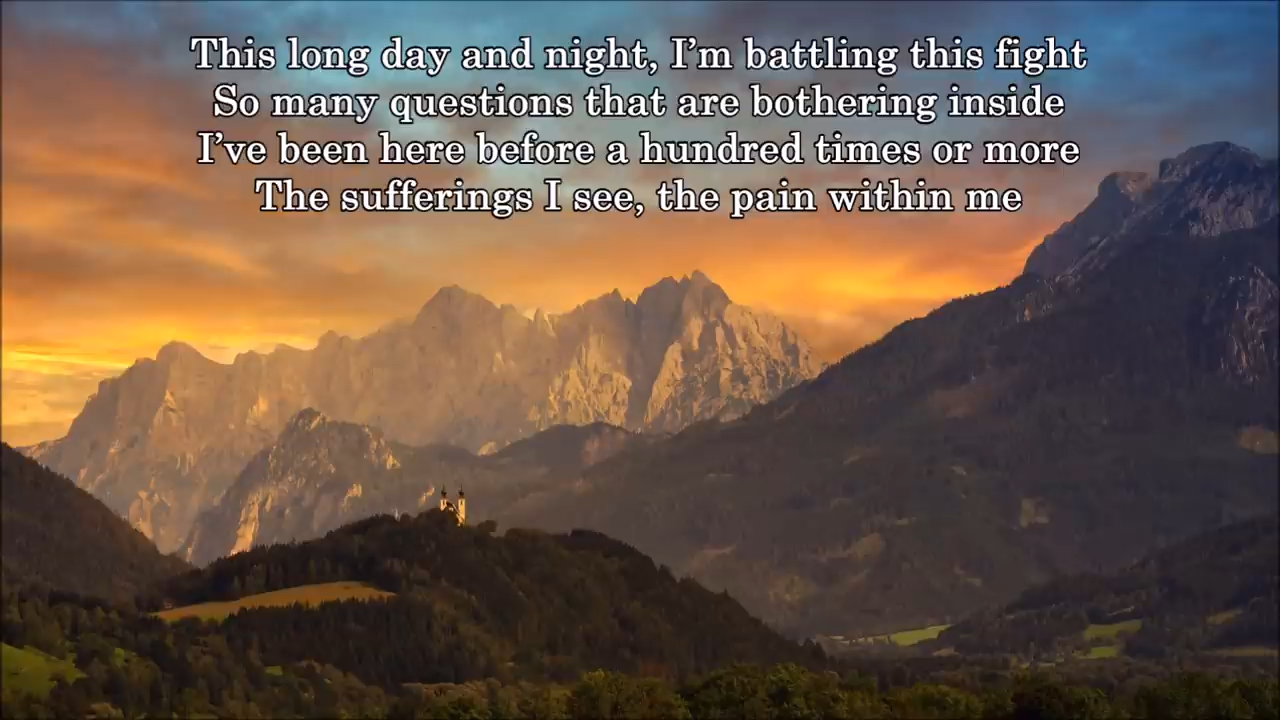 This long day and night, I’m battling this fight
So many questions that are bothering inside
I’ve been here before a hundred times or more
The sufferings I see, the pain within me